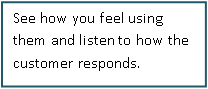 See how you feel using
them and listen to how the
customer responds.